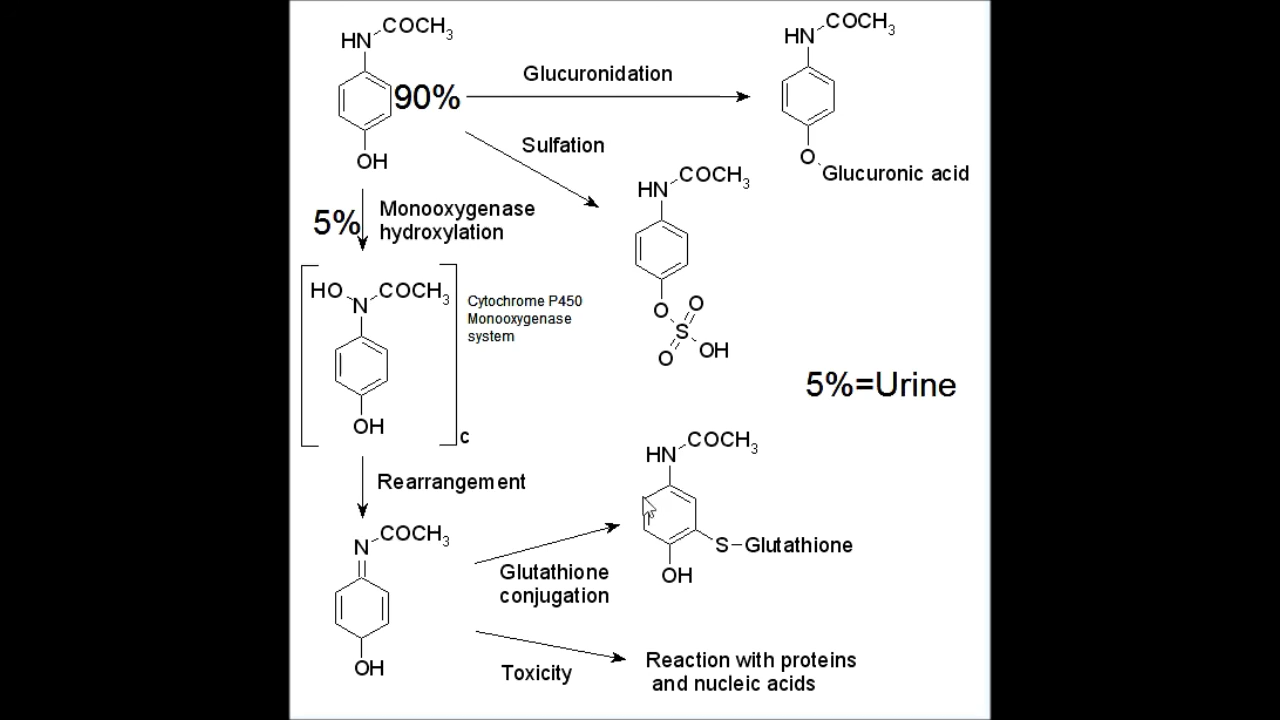 HN
COCH3
90%
OH
Glucuronidation
HN
COCH3
O
Glucuronic acid
Sulfation
HN
COCH3
O
O
S
O
OH
5%
Monooxygenase
hydroxylation
HO
N
COCH3
OH
c
Cytochrome P450
Monooxygenase
system
5%=Urine
Rearrangement
N
COCH3
OH
Glutathione
conjugation
HN
COCH3
S-Glutathione
OH
Toxicity
Reaction with proteins
and nucleic acids